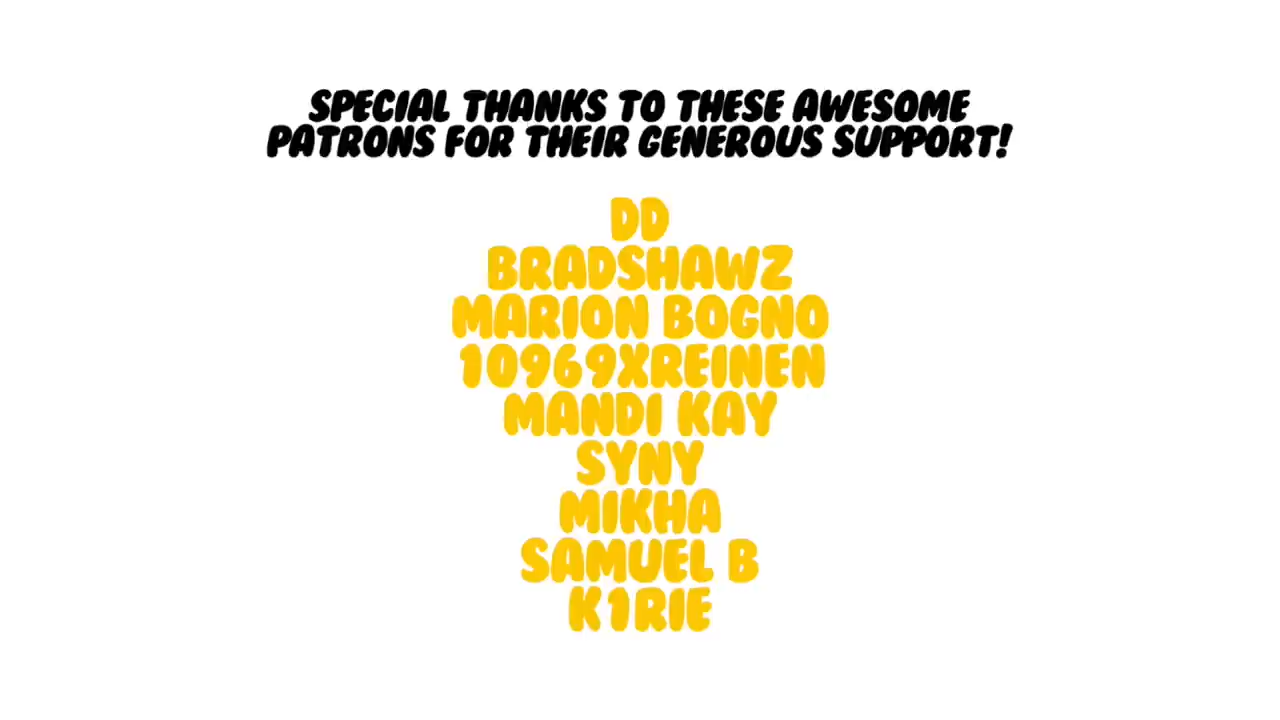 SPECIAL THANKS TO THESE AWESOME
PATRONS FOR THEIR GENEROUS SUPPORT!
DD
BRADSHAWZ
MARION BOGNO
10969XREINEN
MANDI KAY
SYNY
MIKHA
SAMUEL B
K1RIE